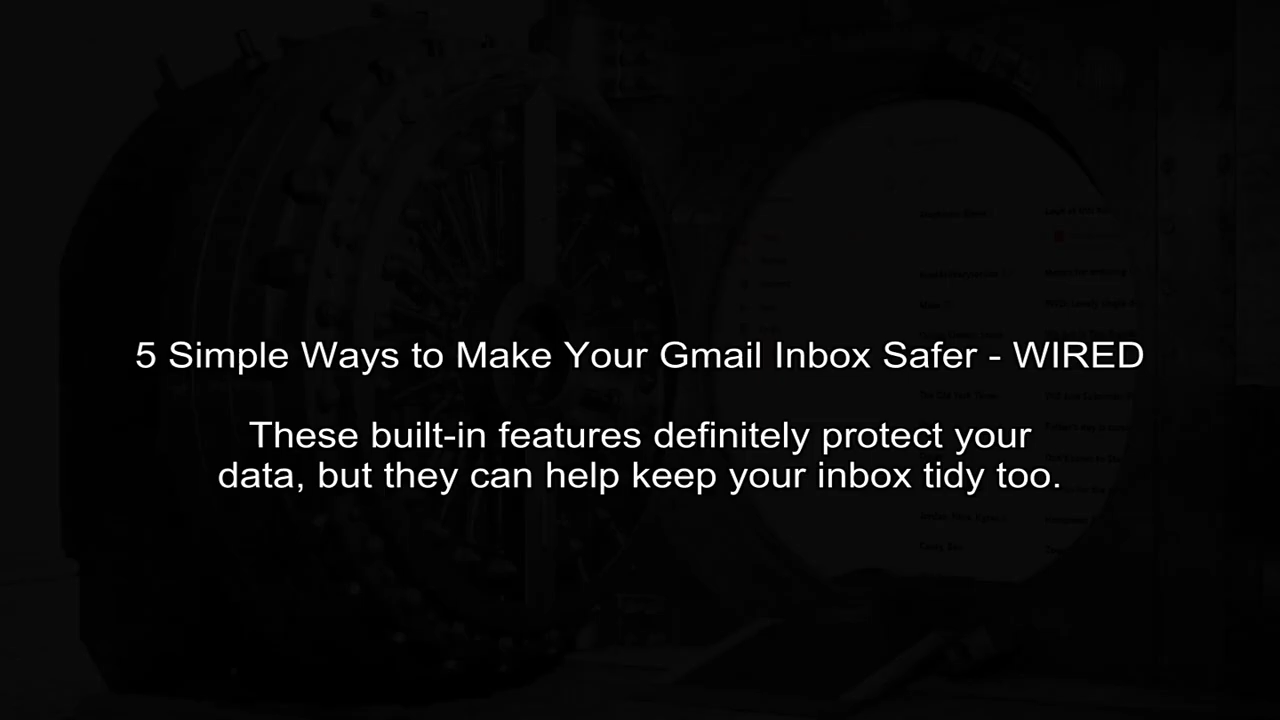 5 Simple Ways to Make Your Gmail Inbox Safer - WIRED
These built-in features definitely protect your
data, but they can help keep your inbox tidy too.